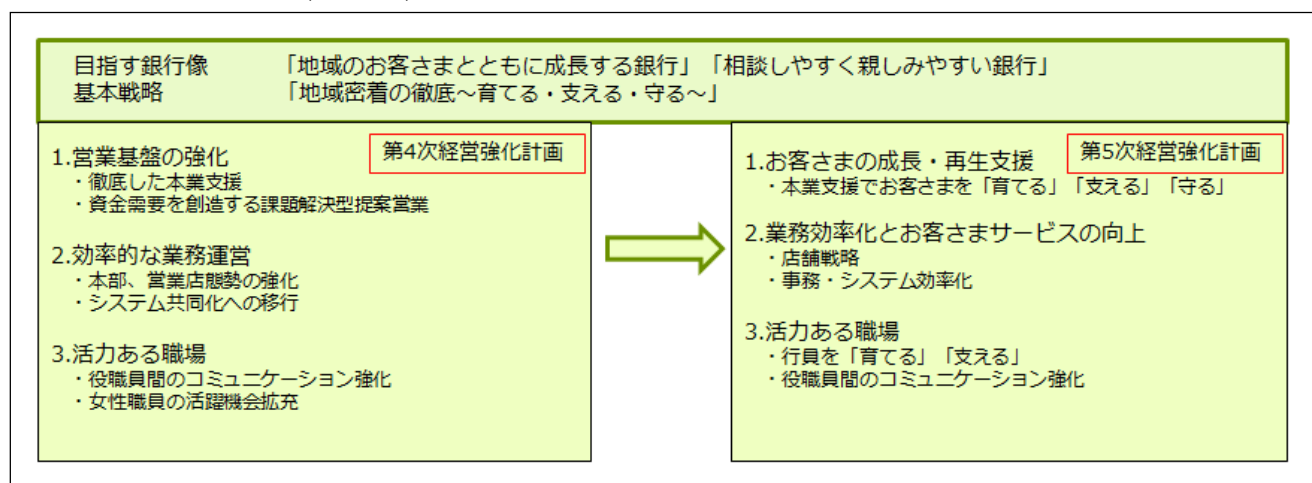 目指す銀行像 「地域のお客さまとともに成長する銀行」「相談しやすく親しみやすい銀行」
基本戦略 「地域密着の徹底～育てる・支える・守る～」
第4次経営強化計画
1.営業基盤の強化
・徹底した本業支援
・資金需要を創造する課題解決型提案営業
2.効率的な業務運営
・本部、営業店態勢の強化
・システム共同化への移行
3.活力ある職場
・役職員間のコミュニケーション強化
・女性職員の活躍機会拡充
第5次経営強化計画
1.お客さまの成長・再生支援
・本業支援でお客さまを「育てる」「支える」「守る」
2.業務効率化とお客さまサービスの向上
・店舗戦略
・事務・システム効率化
3.活力ある職場
・行員を「育てる」「支える」
・役職員間のコミュニケーション強化